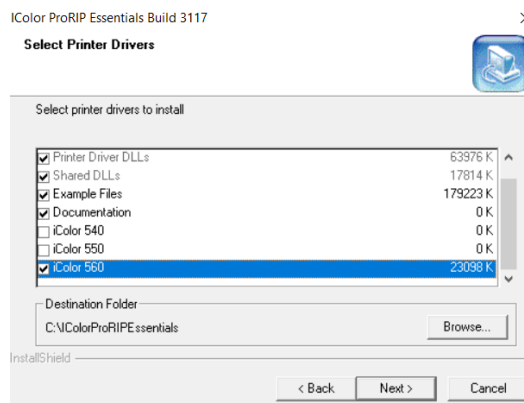 IColor ProRIP Essentials Build 3117
Select Printer Drivers
Select printer drivers to install
Printer Driver DLLs 63976 K
Shared DLLs 17814 K
Example Files 179223 K
Documentation 0 K
iColor 540 0 K
iColor 550 0 K
iColor 560 23098 K
Destination Folder
C:\IColorProRIPEssentials Browse...
InstallShield
< Back Next > Cancel